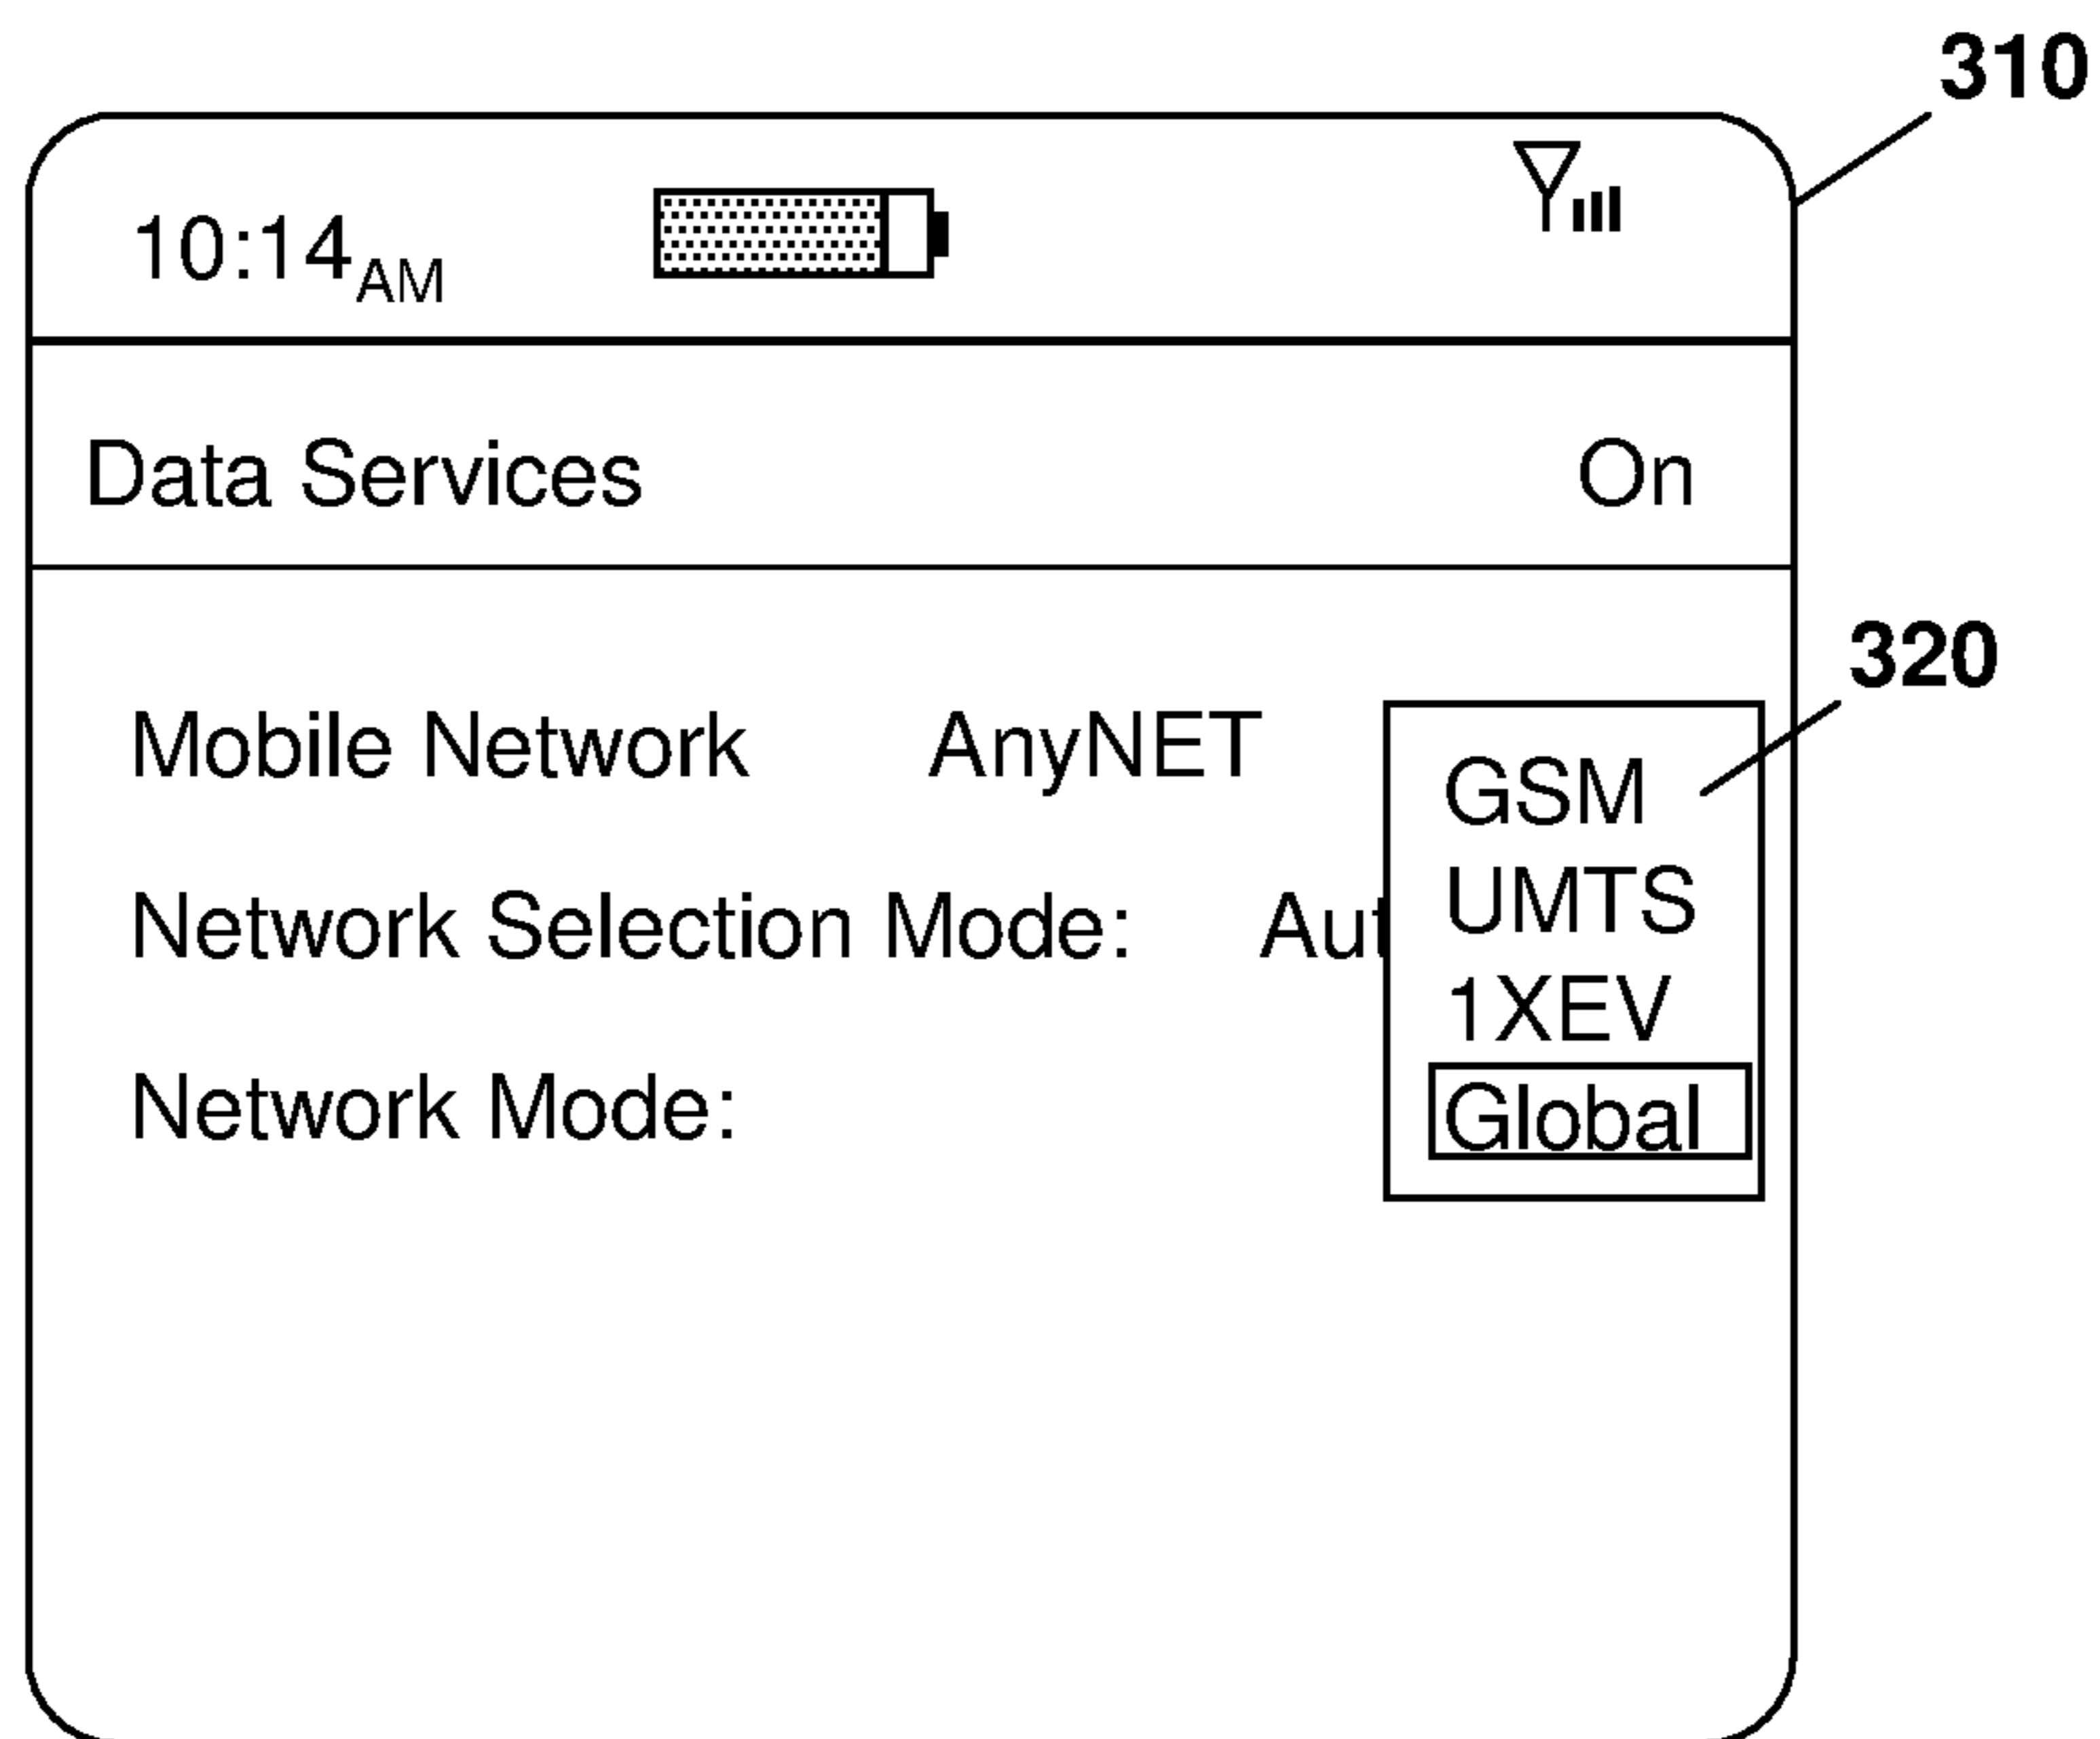 310
10:14AM
Data Services On
320
Mobile Network AnyNET
GSM
UMTS
Network Selection Mode: Aut
1XEV
Network Mode:
Global